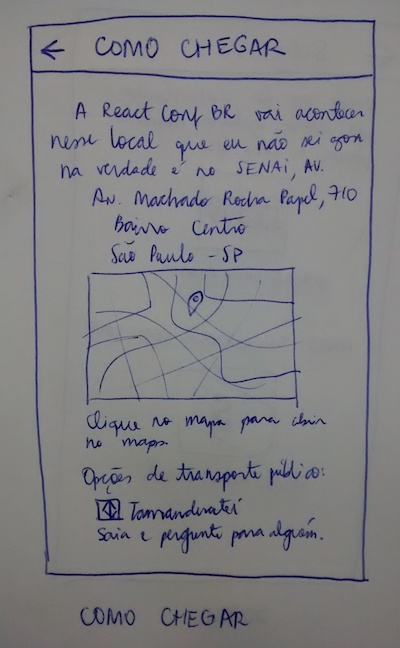 COMO CHEGAR
A React Conf BR vai acontecer
nesse local que eu não sei
na verdade é no SENAI, AV.
Av. Machado Rocha Papel, 710
Bairro Centro
São Paulo - SP
Clique no mapa para abrir
no maps.
Opções de transporte público:
Tamanduateí
Saia e pergunte para alguém.
COMO CHEGAR